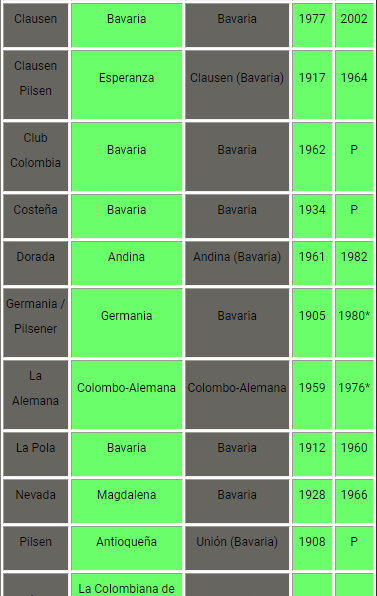 Clausen Bavaria Bavaria 1977 2002
Clausen
Pilsen Esperanza Clausen (Bavaria) 1917 1964
Club
Colombia Bavaria Bavaria 1962 P
Costeña Bavaria Bavaria 1934 P
Dorada Andina Andina (Bavaria) 1961 1982
Germania /
Pilsener Germania Bavaria 1905 1980*
La
Alemana Colombo-Alemana Colombo-Alemana 1959 1976*
La Pola Bavaria Bavaria 1912 1960
Nevada Magdalena Bavaria 1928 1966
Pilsen Antioqueña Unión (Bavaria) 1908 P
La Colombiana de